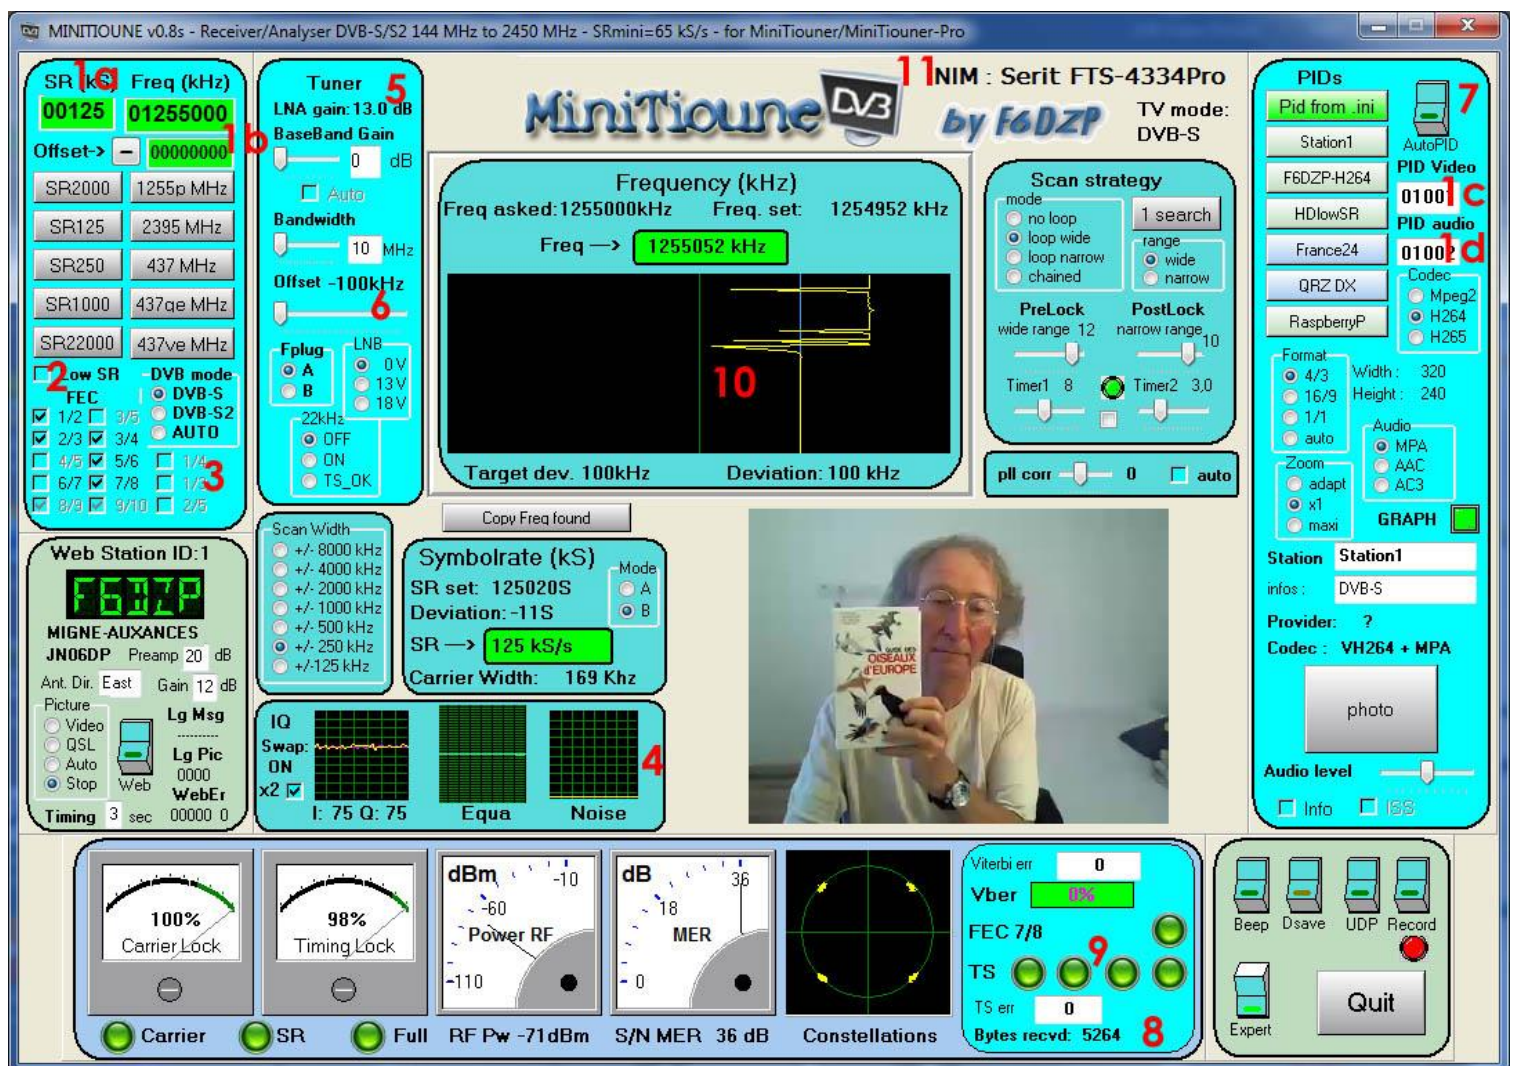 MINITIOUNE v0.8s - Receiver/Analyser DVB-S/S2 144 MHz to 2450 MHz - SRmini=65 kS/s - for MiniTiouner/MiniTiouner-Pro
SR (kS) Freq (kHz)
1a
00125 01255000
1b
Offset-> - 00000000
SR2000 1255p MHz
SR125 2395 MHz
SR250 437 MHz
SR1000 437qe MHz
SR22000 437ve MHz
2
Low SR
FEC
1/2 3/5
2/3 3/4
4/5 5/6 1/4
6/7 7/8 1/3
8/9 9/10 2/5
3
DVB mode
DVB-S
DVB-S2
AUTO
Tuner
5
LNA gain: 13.0 dB
BaseBand Gain
0 dB
Auto
Bandwidth
10 MHz
Offset -100kHz
6
Fplug
A
B
LNB
0 V
13 V
18 V
22kHz
OFF
ON
TS_OK
MiniTioune DVB by F6DZP
11
NIM : Serit FTS-4334Pro
TV mode:
DVB-S
Frequency (kHz)
Freq asked: 1255000kHz Freq. set: 1254952 kHz
Freq —> 1255052 kHz
10
Target dev. 100kHz Deviation: 100 kHz
Scan strategy
mode
no loop
loop wide
loop narrow
chained
1 search
range
wide
narrow
PreLock PostLock
wide range 12 narrow range 10
Timer1 8 Timer2 3,0
pll corr 0 auto
PIDs
7
Pid from .ini
Station1
F6DZP-H264
HDlowSR
France24
QRZ DX
RaspberryP
AutoPID
PID Video
0100
1c
PID audio
01002
1d
Codec
Mpeg2
H264
H265
Format
4/3
16/9
1/1
auto
Width : 320
Height : 240
Audio
MPA
AAC
AC3
Zoom
adapt
x1
maxi
GRAPH
Station Station1
infos : DVB-S
Provider: ?
Codec : VH264 + MPA
photo
Audio level
Info ISS
Web Station ID:1
F6DZP
MIGNE-AUXANCES
JN06DP Preamp 20 dB
Ant. Dir. East Gain 12 dB
Picture
Video
QSL
Auto
Stop
Web
Lg Msg
----------
Lg Pic
0000
WebEr
00000 0
Timing 3 sec
Scan Width
+/- 8000 kHz
+/- 4000 kHz
+/- 2000 kHz
+/- 1000 kHz
+/- 500 kHz
+/- 250 kHz
+/-125 kHz
Copy Freq found
Symbolrate (kS)
SR set: 125020S
Deviation: -11S
SR —> 125 kS/s
Carrier Width: 169 Khz
Mode
A
B
IQ
Swap:
ON
x2
I: 75 Q: 75 Equa Noise
4
GUIDE DES
OISEAUX
d'EUROPE
100%
Carrier Lock
98%
Timing Lock
dBm
-10
-60
Power RF
-110
dB
36
18
MER
0
Carrier SR Full RF Pw -71dBm S/N MER 36 dB Constellations
Viterbi err 0
Vber 0%
FEC 7/8
9
TS
TS err 0
Bytes recvd: 5264
8
Beep Dsave UDP Record
Expert
Quit